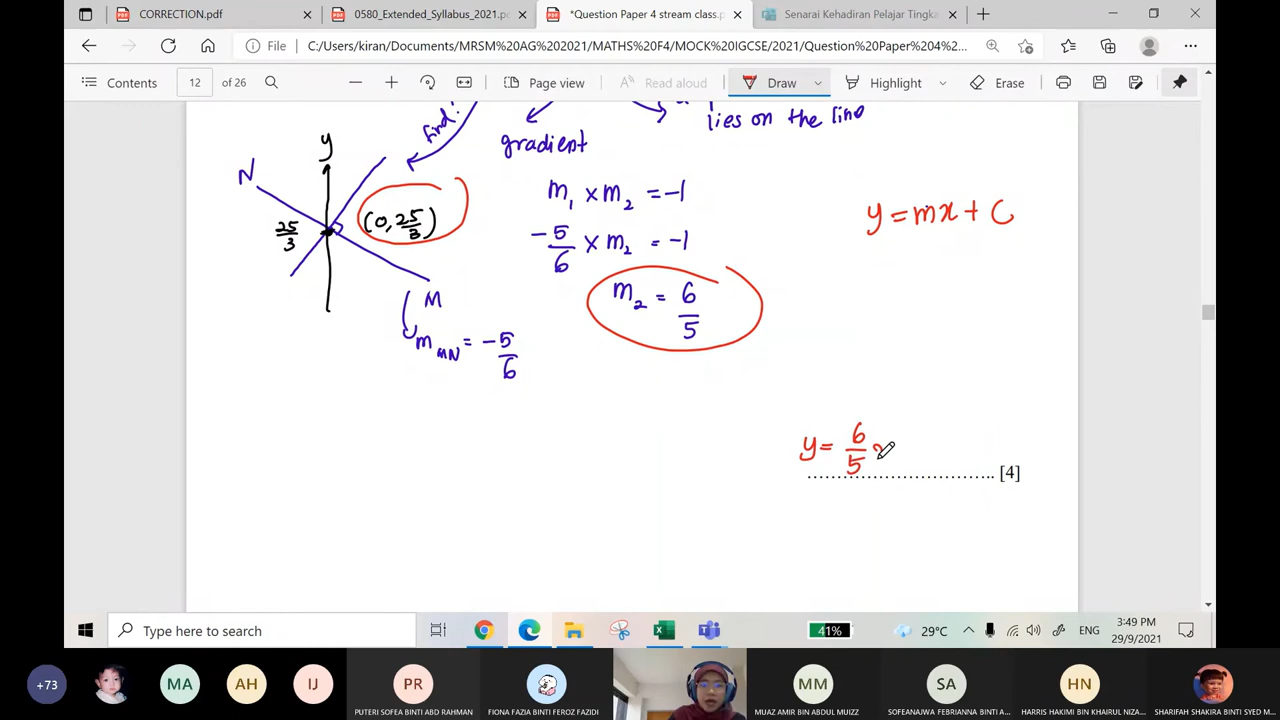 CORRECTION.pdf
0580_Extended_Syllabus_2021.pdf
*Question Paper 4 stream class.pdf
Senarai Kehadiran Pelajar Tingka
File
C:/Users/kiran/Documents/MRSM%20AG%202021/MATHS%20F4/MOCK%20IGCSE/2021/Question%20Paper%204%2...
Contents
12 of 26
Page view
Read aloud
Draw
Highlight
Erase
find?
gradient
lies on the line
y
N
25/3
(0, 25/3)
M
m MN = -5/6
m₁ × m₂ = -1
-5/6 × m₂ = -1
m₂ = 6/5
y = mx + c
y = 6/5
.................................. [4]
Type here to search
41%
29°C
ENG
3:49 PM
29/9/2021
+73
MA
AH
IJ
PR
PUTERI SOFEA BINTI ABD RAHMAN
FIONA FAZIA BINTI FEROZ FAZIDI
MM
MUAZ AMIR BIN ABDUL MUIZZ
SA
SOFEANAJWA FEBRIANNA BINTI A...
HN
HARRIS HAKIMI BIN KHAIRUL NIZA...
SHARIFAH SHAKIRA BINTI SYED M...